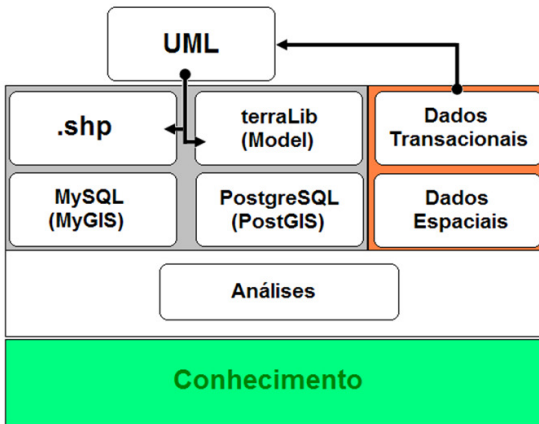 UML
.shp
terraLib
(Model)
Dados
Transacionais
MySQL
(MyGIS)
PostgreSQL
(PostGIS)
Dados
Espaciais
Análises
Conhecimento